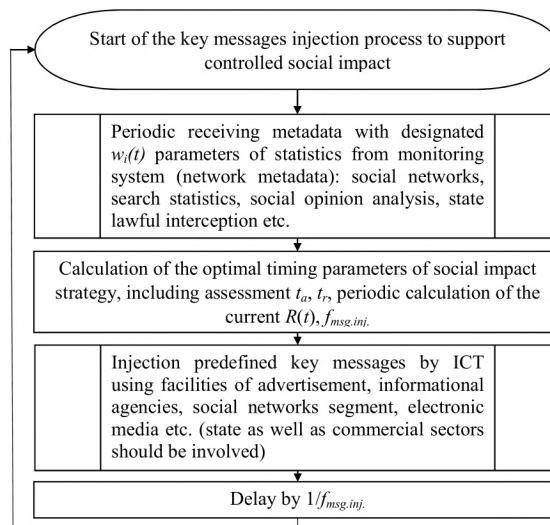 Start of the key messages injection process to support
controlled social impact
Periodic receiving metadata with designated
wᵢ(t) parameters of statistics from monitoring
system (network metadata): social networks,
search statistics, social opinion analysis, state
lawful interception etc.
Calculation of the optimal timing parameters of social impact
strategy, including assessment tₐ, tᵣ, periodic calculation of the
current R(t), f_msg.inj.
Injection predefined key messages by ICT
using facilities of advertisement, informational
agencies, social networks segment, electronic
media etc. (state as well as commercial sectors
should be involved)
Delay by 1/f_msg.inj.